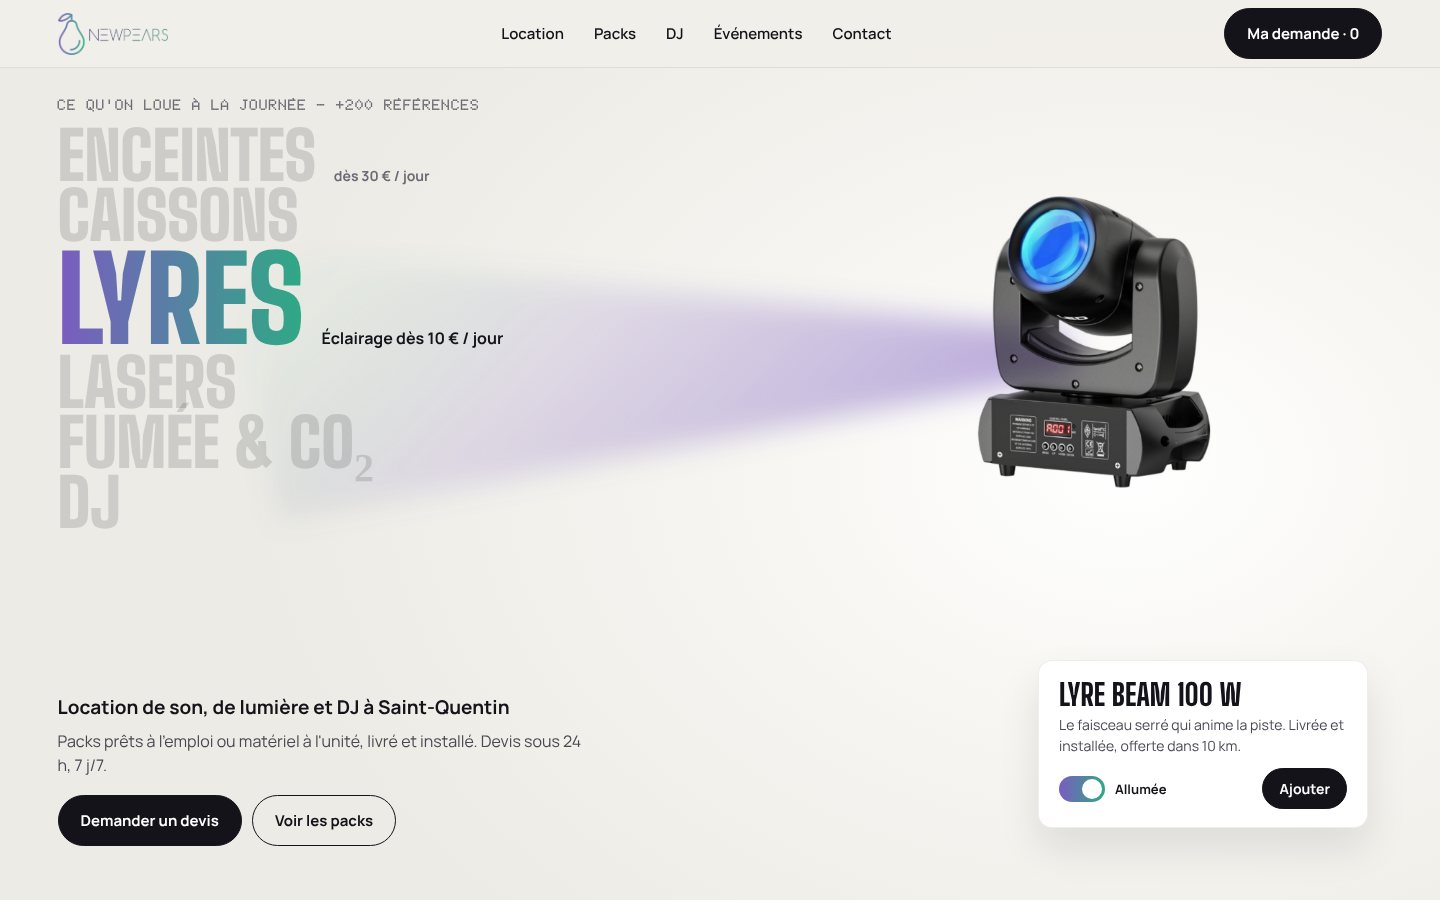 NEWPEARS
Location
Packs
DJ
Événements
Contact
Ma demande · 0
CE QU'ON LOUE À LA JOURNÉE — +200 RÉFÉRENCES
ENCEINTES
dès 30 € / jour
CAISSONS
LYRES
Éclairage dès 10 € / jour
LASERS
FUMÉE & CO₂
DJ
WARNING
A001
Location de son, de lumière et DJ à Saint-Quentin
Packs prêts à l'emploi ou matériel à l'unité, livré et installé. Devis sous 24
h, 7 j/7.
Demander un devis
Voir les packs
LYRE BEAM 100 W
Le faisceau serré qui anime la piste. Livrée et
installée, offerte dans 10 km.
Allumée
Ajouter